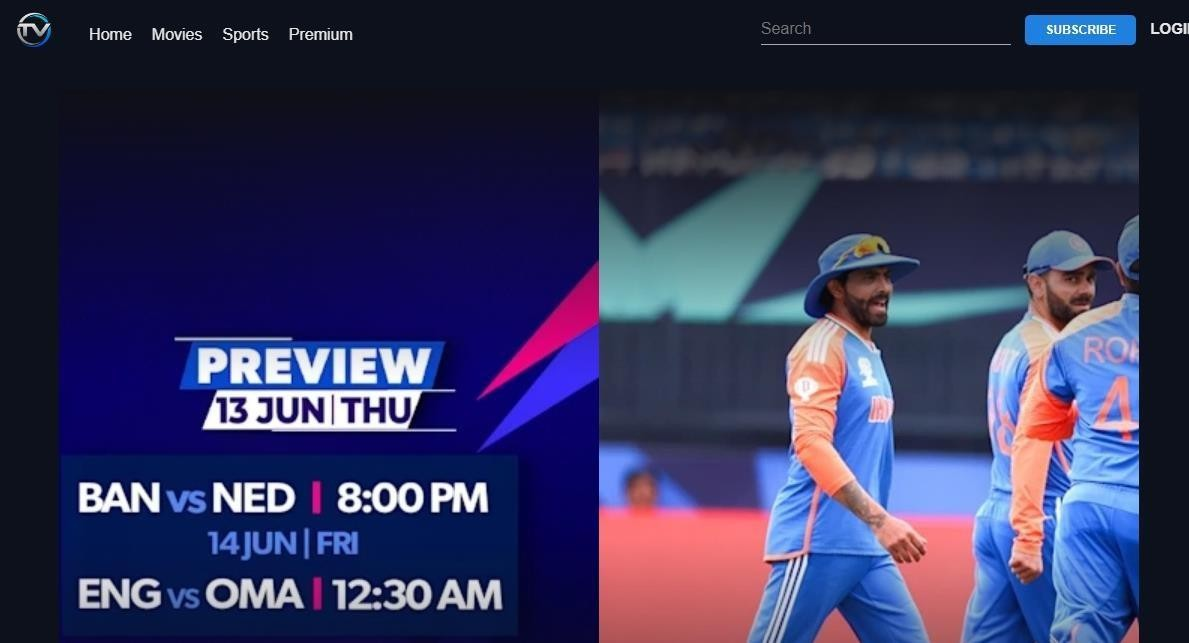 TV
Home Movies Sports Premium
Search
SUBSCRIBE
LOGI
PREVIEW
13 JUN | THU
BAN vs NED | 8:00 PM
14 JUN | FRI
ENG vs OMA | 12:30 AM
ROH
4